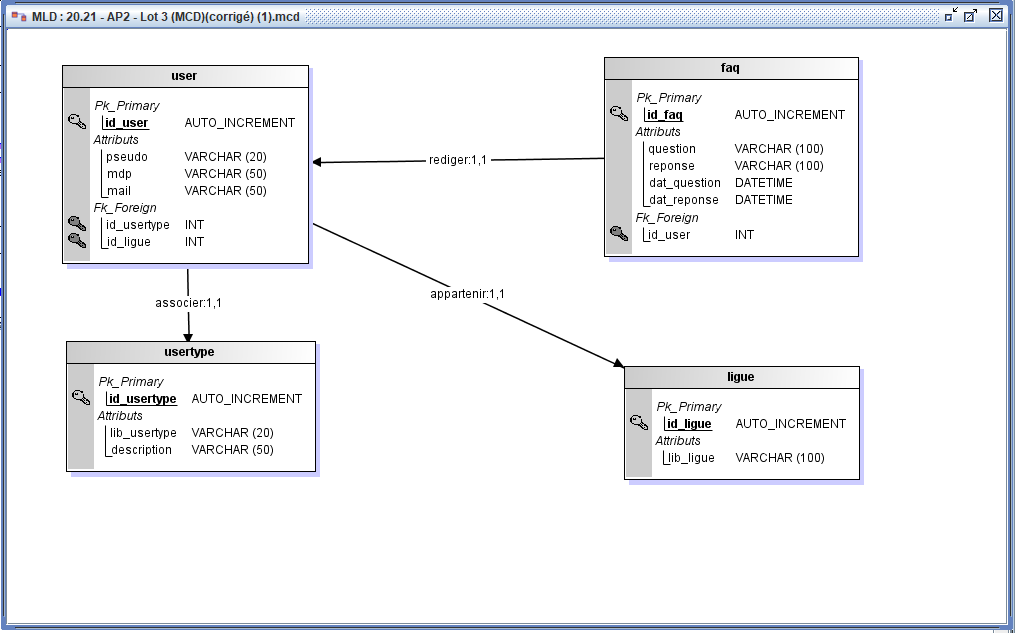 MLD : 20.21 - AP2 - Lot 3 (MCD)(corrigé) (1).mcd
user
Pk_Primary
id_user AUTO_INCREMENT
Attributs
pseudo VARCHAR (20)
mdp VARCHAR (50)
mail VARCHAR (50)
Fk_Foreign
id_usertype INT
id_ligue INT
faq
Pk_Primary
id_faq AUTO_INCREMENT
Attributs
question VARCHAR (100)
reponse VARCHAR (100)
dat_question DATETIME
dat_reponse DATETIME
Fk_Foreign
id_user INT
rediger:1,1
associer:1,1
appartenir:1,1
usertype
Pk_Primary
id_usertype AUTO_INCREMENT
Attributs
lib_usertype VARCHAR (20)
description VARCHAR (50)
ligue
Pk_Primary
id_ligue AUTO_INCREMENT
Attributs
lib_ligue VARCHAR (100)